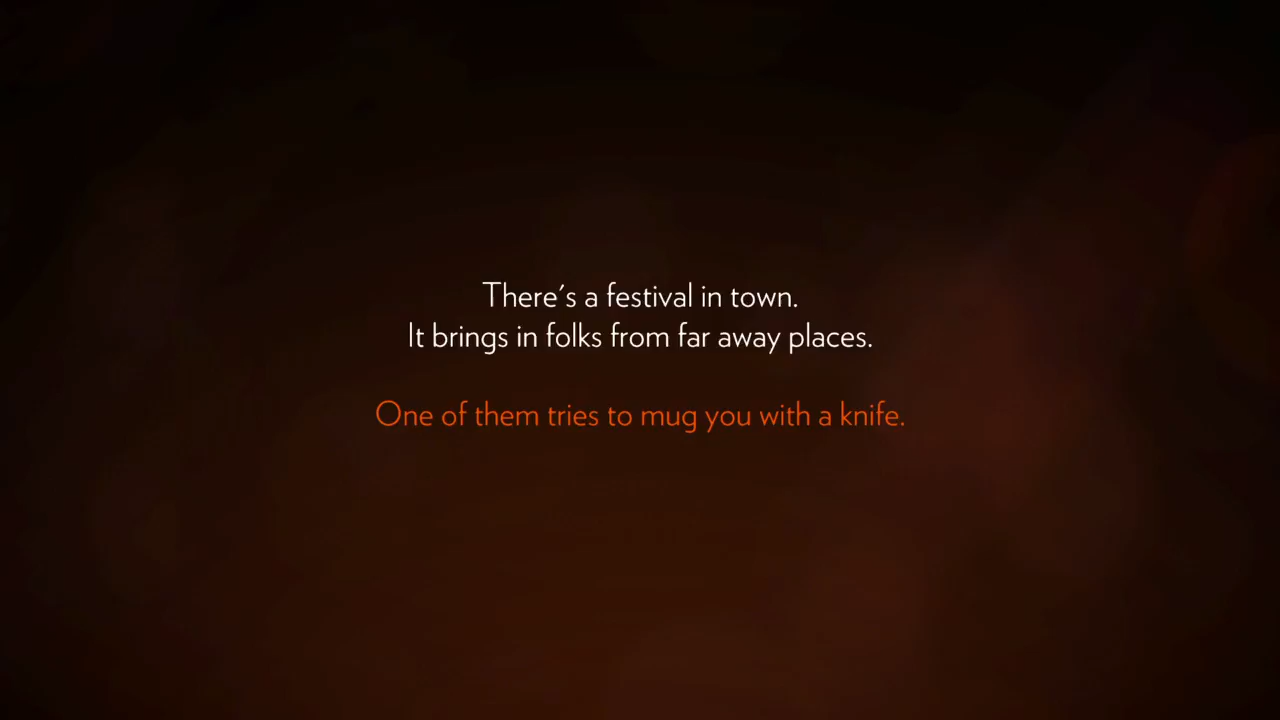 There's a festival in town.
It brings in folks from far away places.
One of them tries to mug you with a knife.